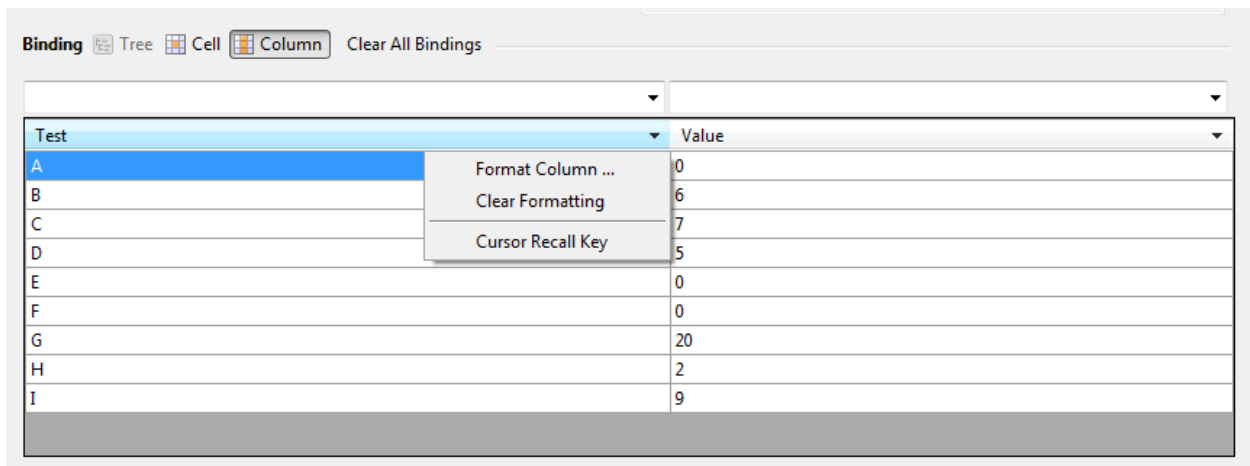 Binding Tree Cell Column Clear All Bindings
Test Value
A 0
Format Column ...
B 6
Clear Formatting
C 7
Cursor Recall Key
D 5
E 0
F 0
G 20
H 2
I 9